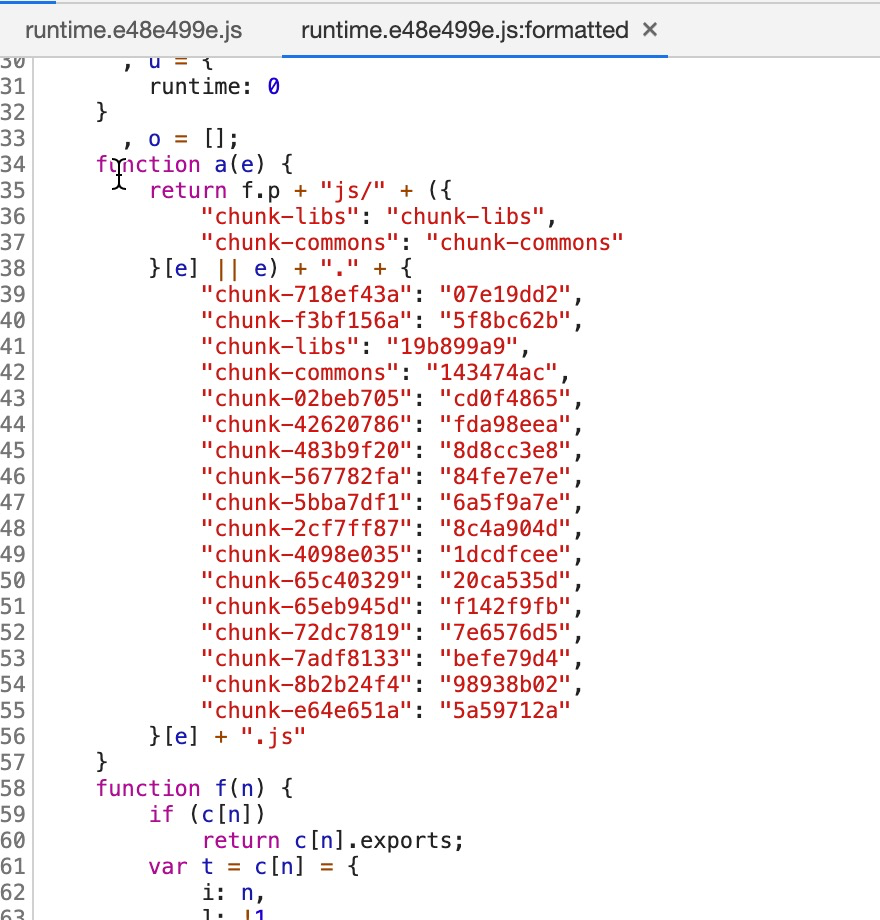 runtime.e48e499e.js runtime.e48e499e.js:formatted ×
30 , u = {
31 runtime: 0
32 }
33 , o = [];
34 function a(e) {
35 return f.p + "js/" + ({
36 "chunk-libs": "chunk-libs",
37 "chunk-commons": "chunk-commons"
38 }[e] || e) + "." + {
39 "chunk-718ef43a": "07e19dd2",
40 "chunk-f3bf156a": "5f8bc62b",
41 "chunk-libs": "19b899a9",
42 "chunk-commons": "143474ac",
43 "chunk-02beb705": "cd0f4865",
44 "chunk-42620786": "fda98eea",
45 "chunk-483b9f20": "8d8cc3e8",
46 "chunk-567782fa": "84fe7e7e",
47 "chunk-5bba7df1": "6a5f9a7e",
48 "chunk-2cf7ff87": "8c4a904d",
49 "chunk-4098e035": "1dcdfcee",
50 "chunk-65c40329": "20ca535d",
51 "chunk-65eb945d": "f142f9fb",
52 "chunk-72dc7819": "7e6576d5",
53 "chunk-7adf8133": "befe79d4",
54 "chunk-8b2b24f4": "98938b02",
55 "chunk-e64e651a": "5a59712a"
56 }[e] + ".js"
57 }
58 function f(n) {
59 if (c[n])
60 return c[n].exports;
61 var t = c[n] = {
62 i: n,
63 l: !1